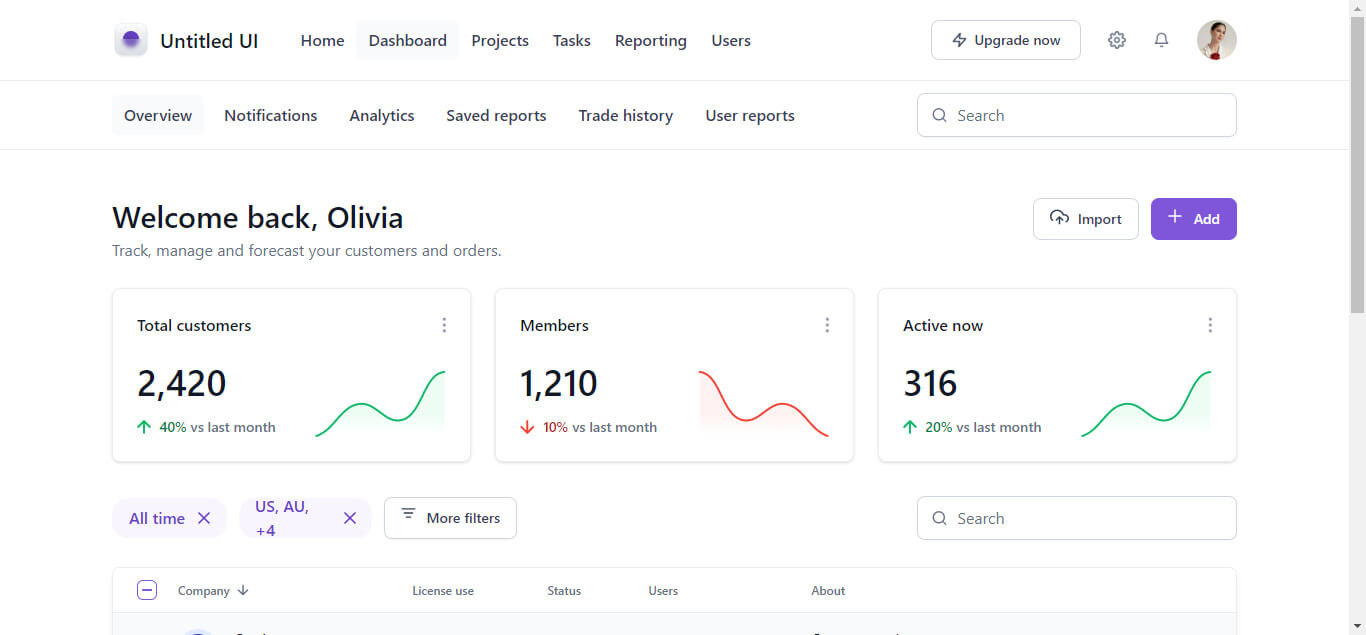 Untitled UI Home Dashboard Projects Tasks Reporting Users Upgrade now
Overview Notifications Analytics Saved reports Trade history User reports Search
Welcome back, Olivia
Import Add
Track, manage and forecast your customers and orders.
Total customers
2,420
40% vs last month
Members
1,210
10% vs last month
Active now
316
20% vs last month
All time
US, AU,
+4
More filters
Search
Company License use Status Users About